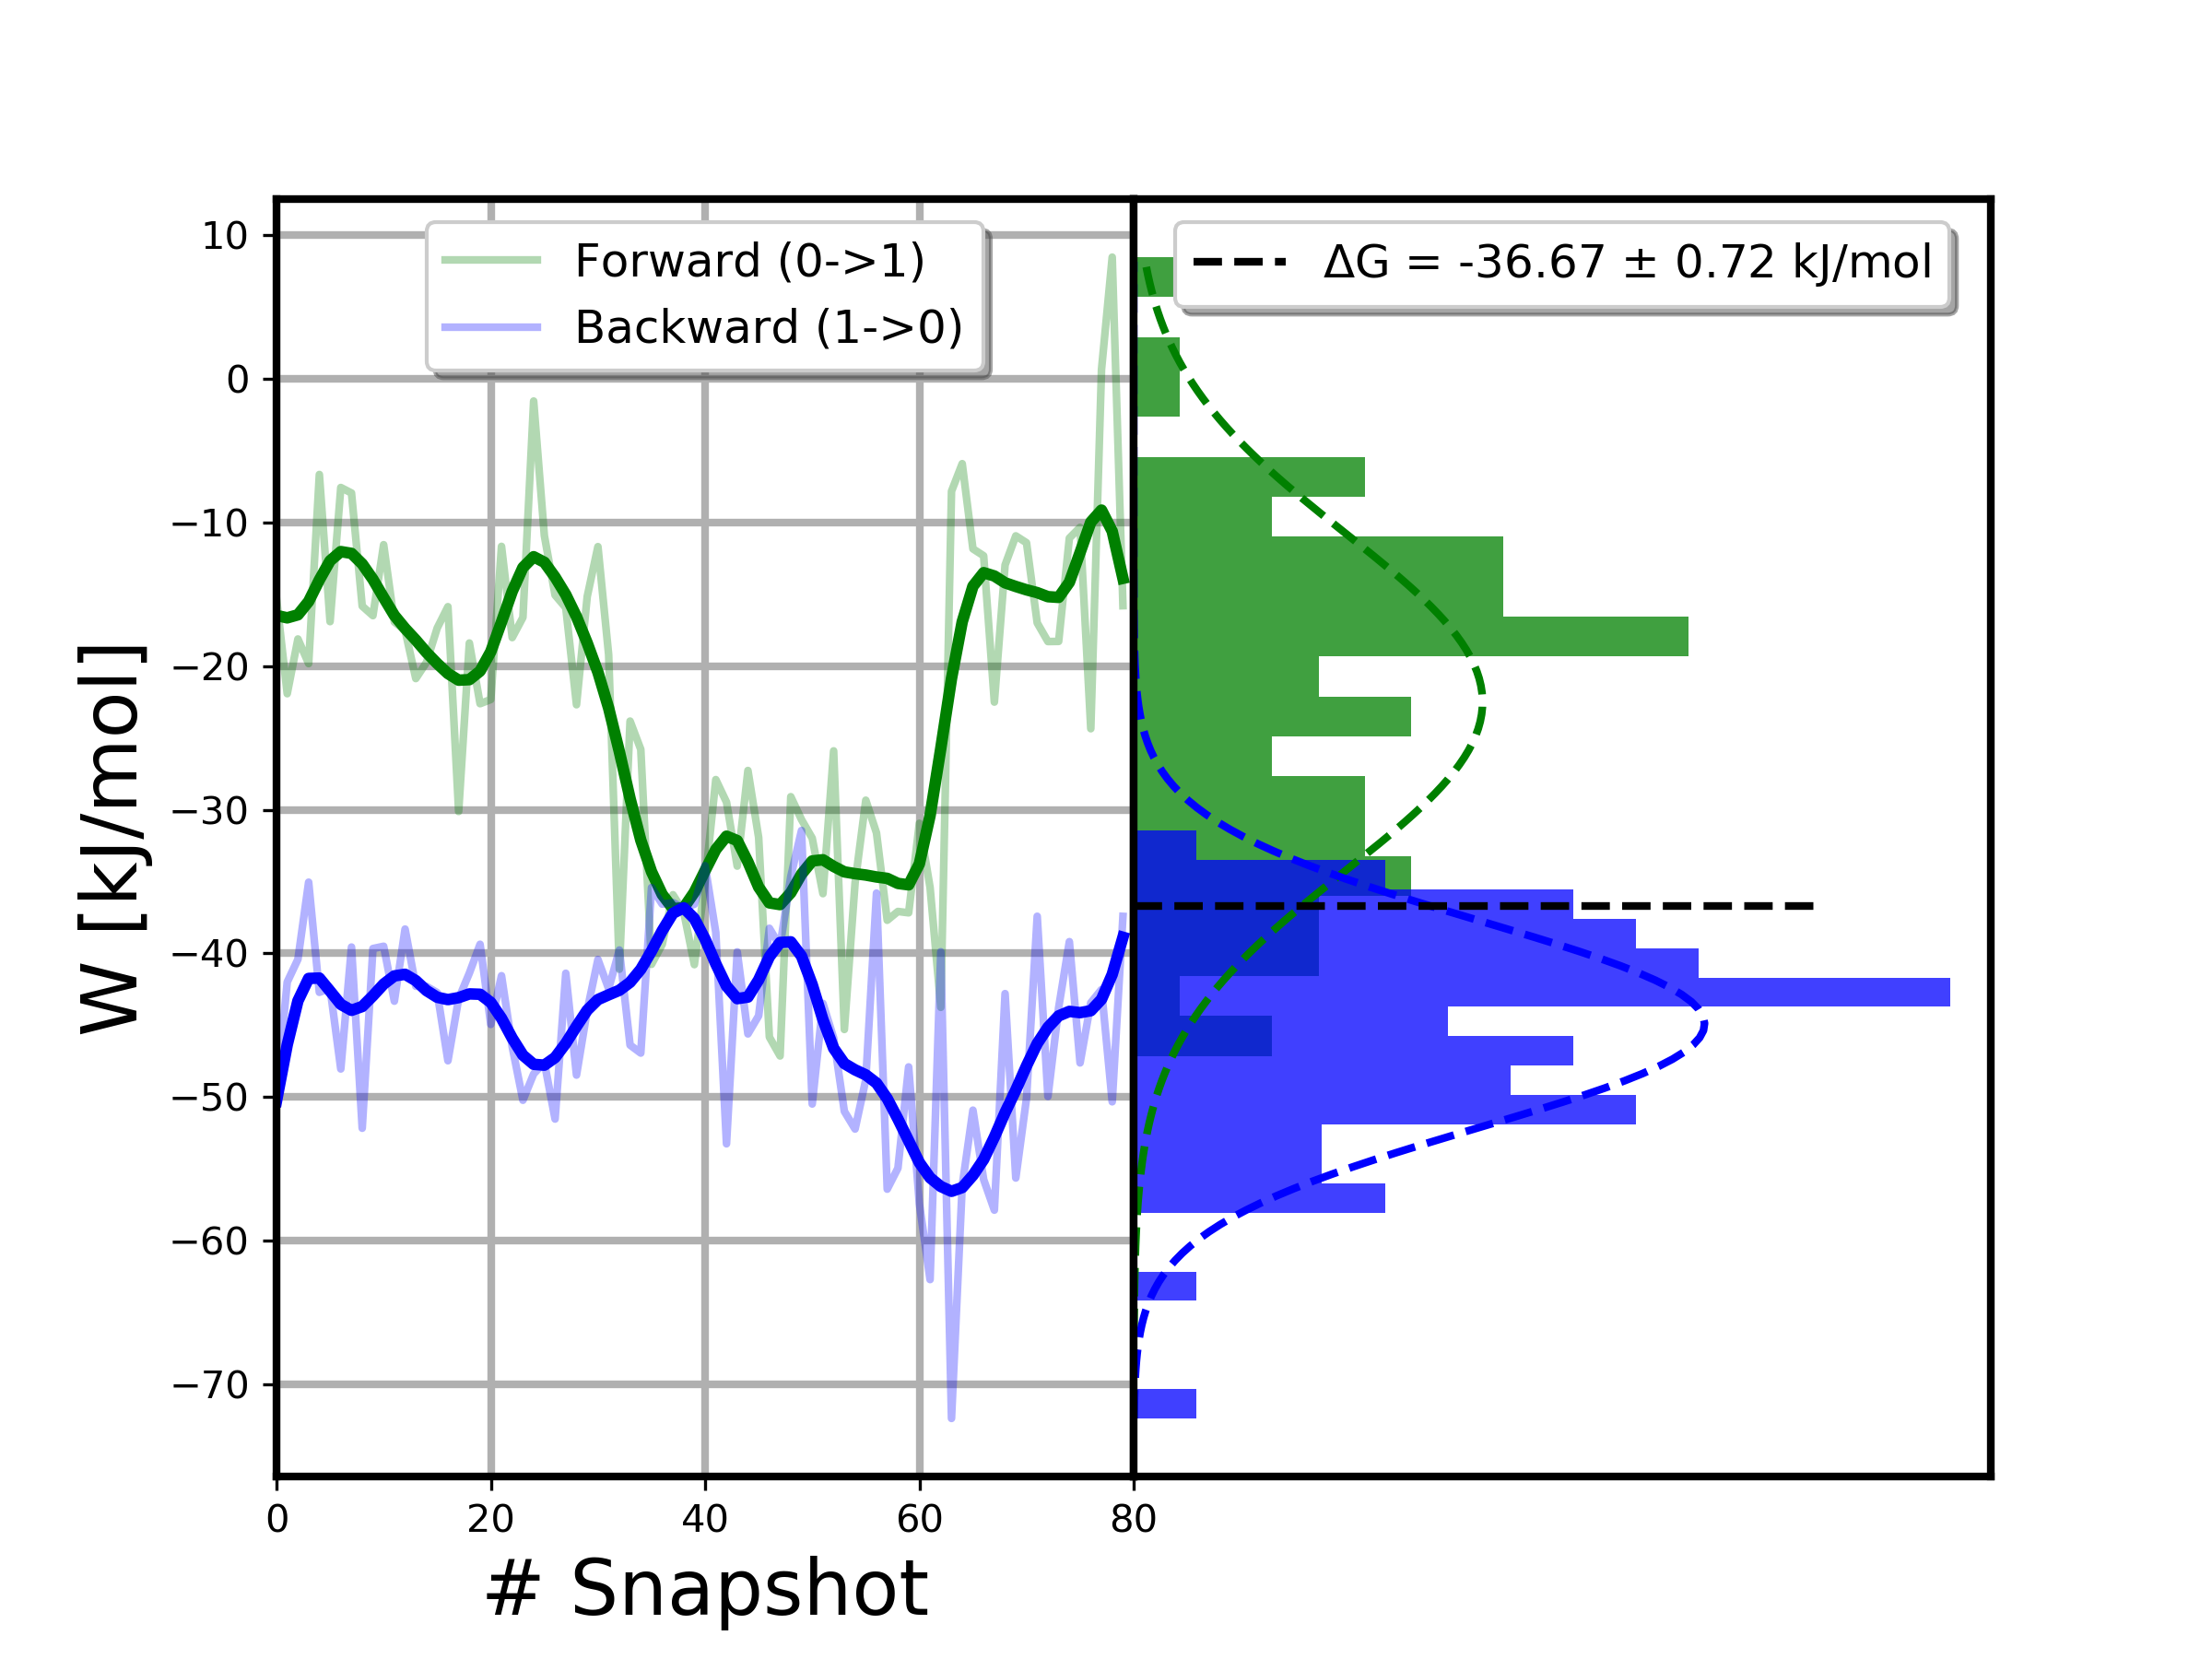 Forward (0->1)
Backward (1->0)
ΔG = -36.67 ± 0.72 kJ/mol
10
0
−10
−20
−30
−40
−50
−60
−70
W [kJ/mol]
0 20 40 60 80
# Snapshot